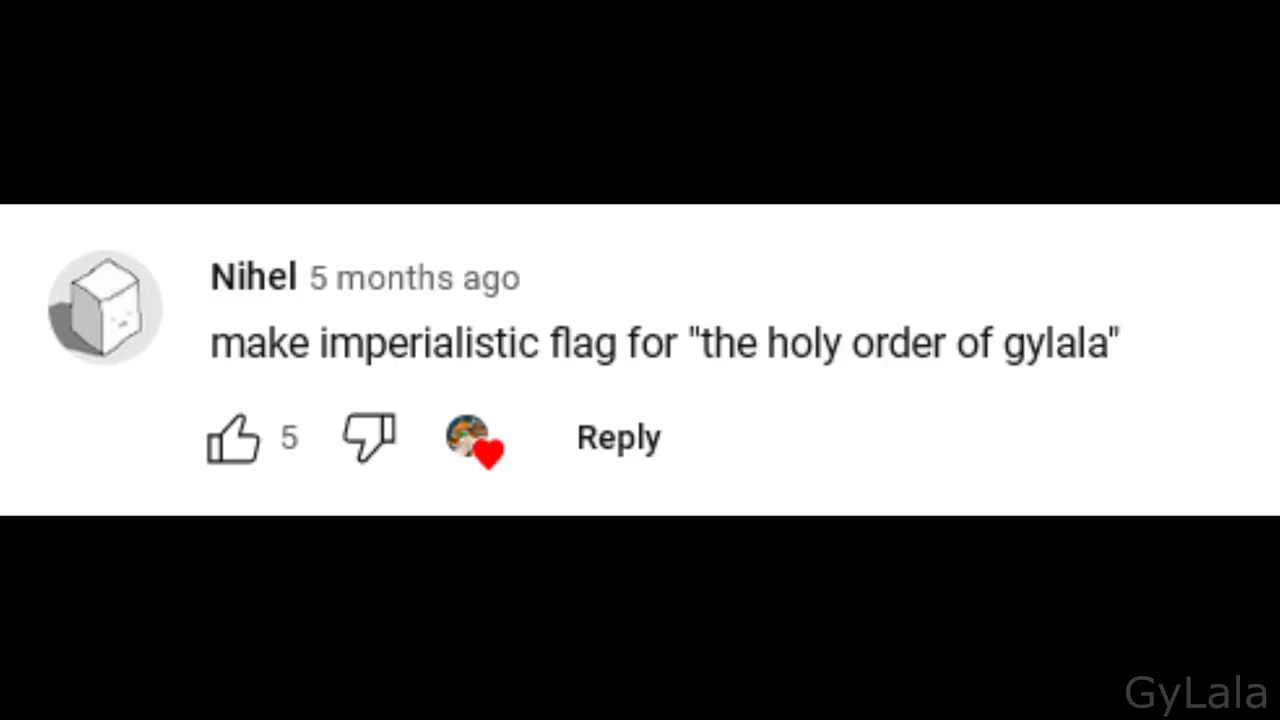 Nihel 5 months ago
make imperialistic flag for "the holy order of gylala"
5 Reply
GyLala